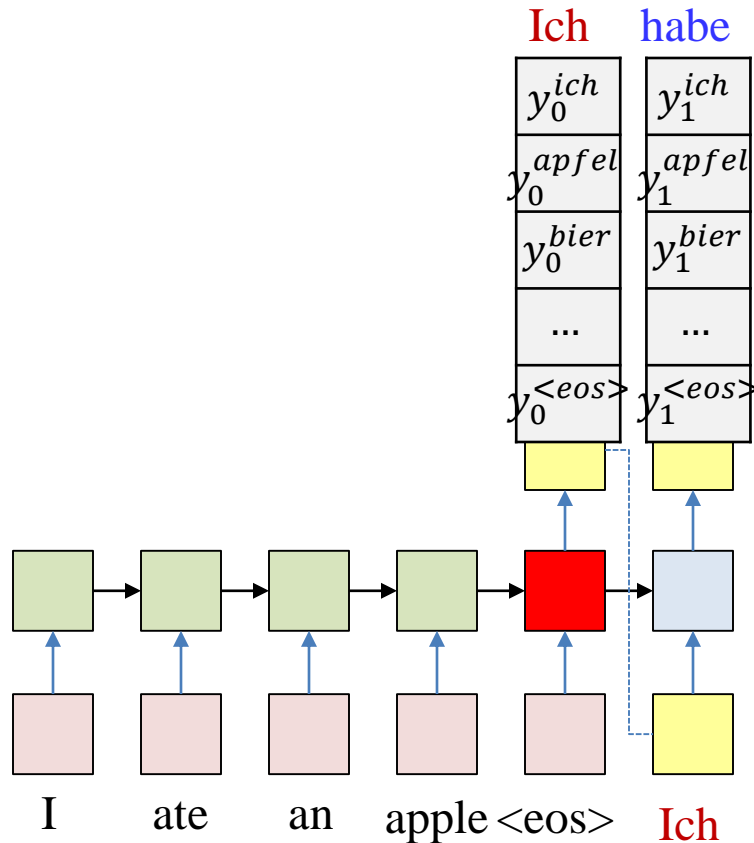 Ich habe
y_0^{ich} y_1^{ich}
y_0^{apfel} y_1^{apfel}
y_0^{bier} y_1^{bier}
... ...
y_0^{<eos>} y_1^{<eos>}
I ate an apple <eos> Ich